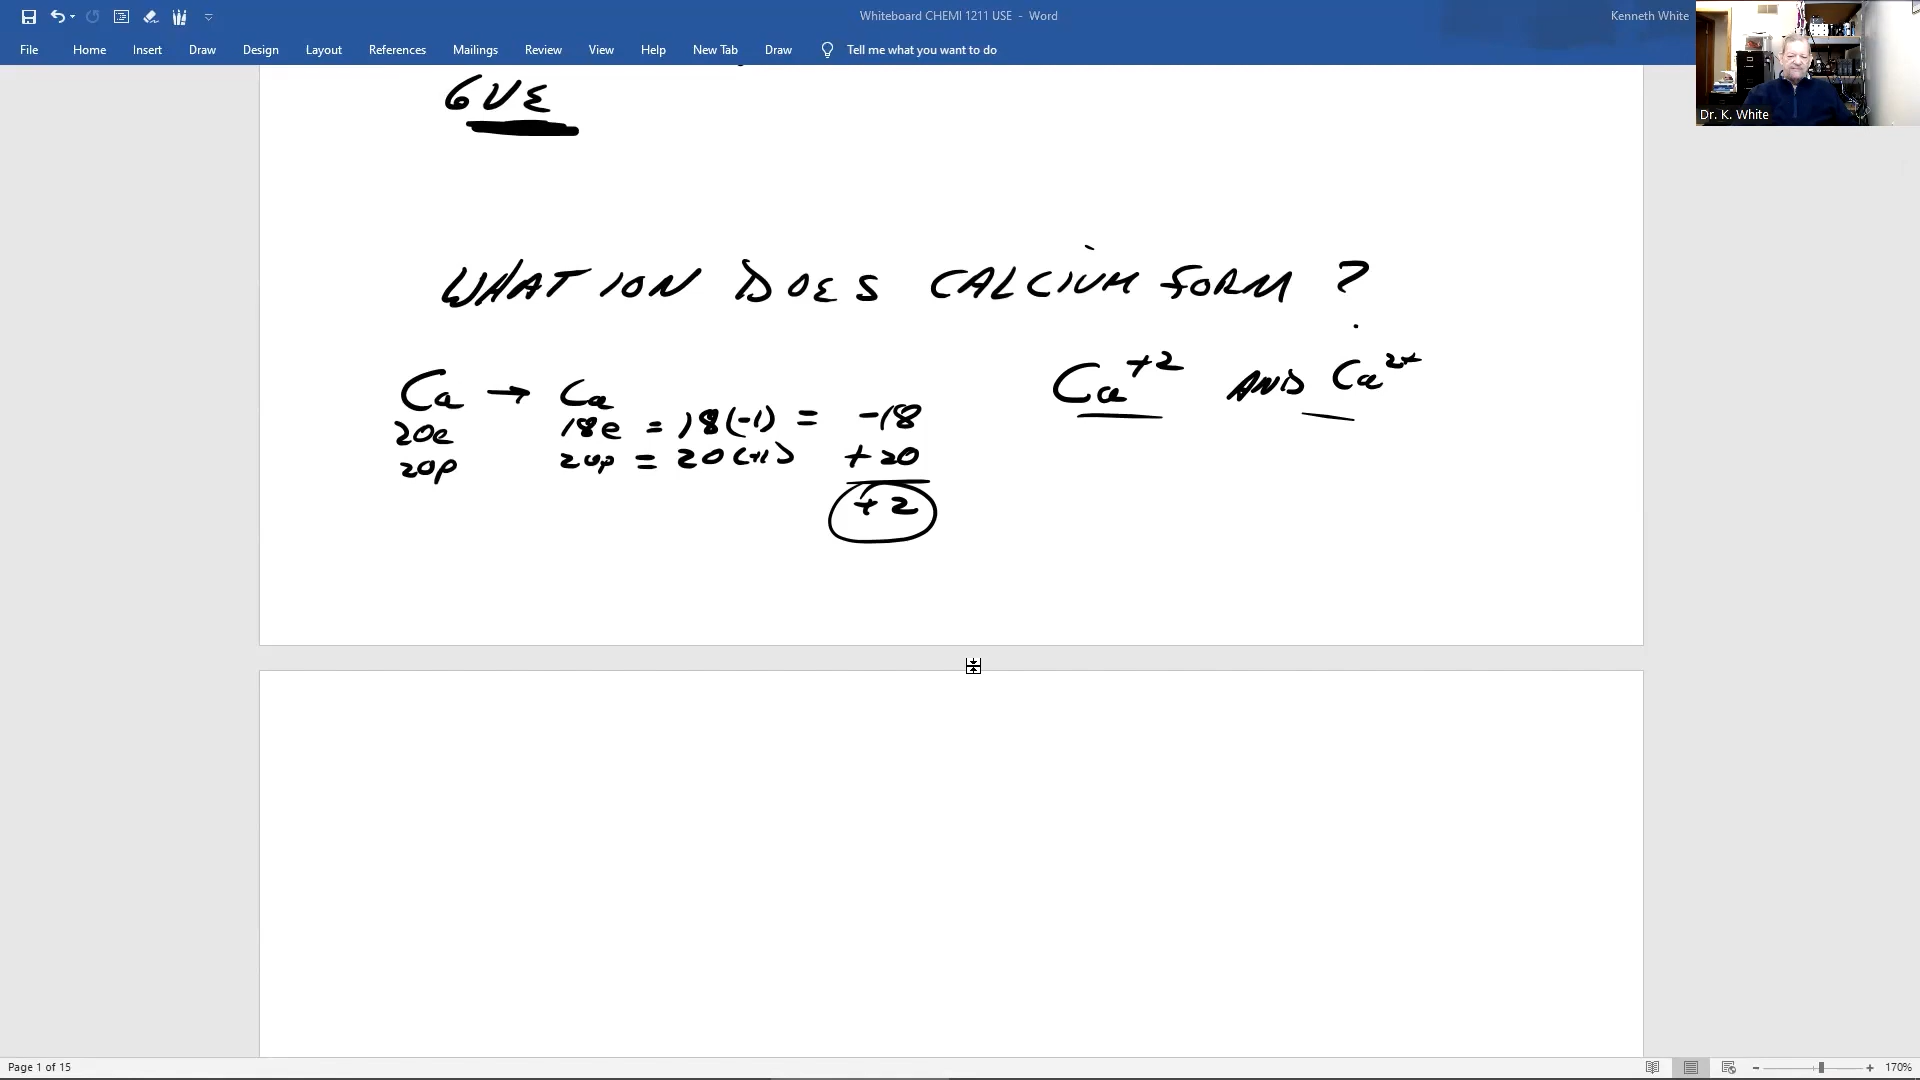 Whiteboard CHEMI 1211 USE - Word
Kenneth White
File Home Insert Draw Design Layout References Mailings Review View Help New Tab Draw Tell me what you want to do
Dr. K. White
6VE
WHAT ION DOES CALCIUM FORM ?
Ca → Ca
20e 18e = 18(-1) = -18
20p 20p = 20(+1) +20
+2
Ca+2 AND Ca2+
Page 1 of 15
170%